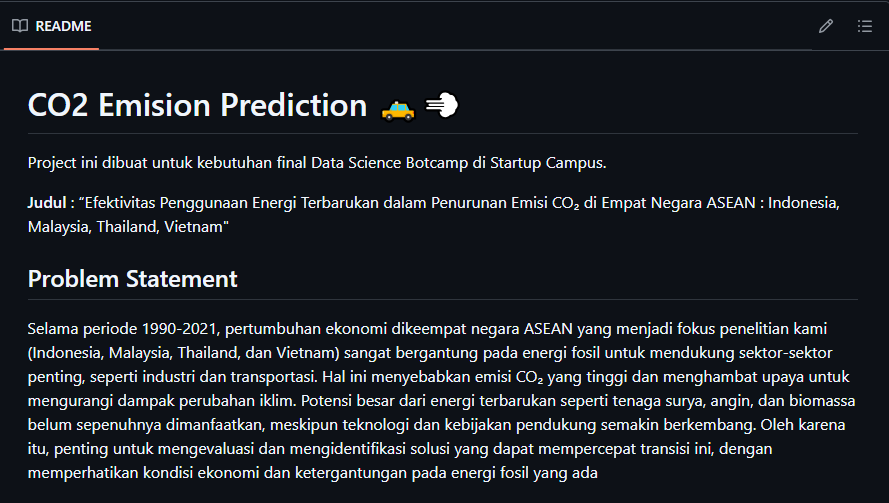 README
CO2 Emision Prediction 🚕 💨
Project ini dibuat untuk kebutuhan final Data Science Botcamp di Startup Campus.
Judul : “Efektivitas Penggunaan Energi Terbarukan dalam Penurunan Emisi CO₂ di Empat Negara ASEAN : Indonesia,
Malaysia, Thailand, Vietnam"
Problem Statement
Selama periode 1990-2021, pertumbuhan ekonomi dikeempat negara ASEAN yang menjadi fokus penelitian kami
(Indonesia, Malaysia, Thailand, dan Vietnam) sangat bergantung pada energi fosil untuk mendukung sektor-sektor
penting, seperti industri dan transportasi. Hal ini menyebabkan emisi CO₂ yang tinggi dan menghambat upaya untuk
mengurangi dampak perubahan iklim. Potensi besar dari energi terbarukan seperti tenaga surya, angin, dan biomassa
belum sepenuhnya dimanfaatkan, meskipun teknologi dan kebijakan pendukung semakin berkembang. Oleh karena
itu, penting untuk mengevaluasi dan mengidentifikasi solusi yang dapat mempercepat transisi ini, dengan
memperhatikan kondisi ekonomi dan ketergantungan pada energi fosil yang ada